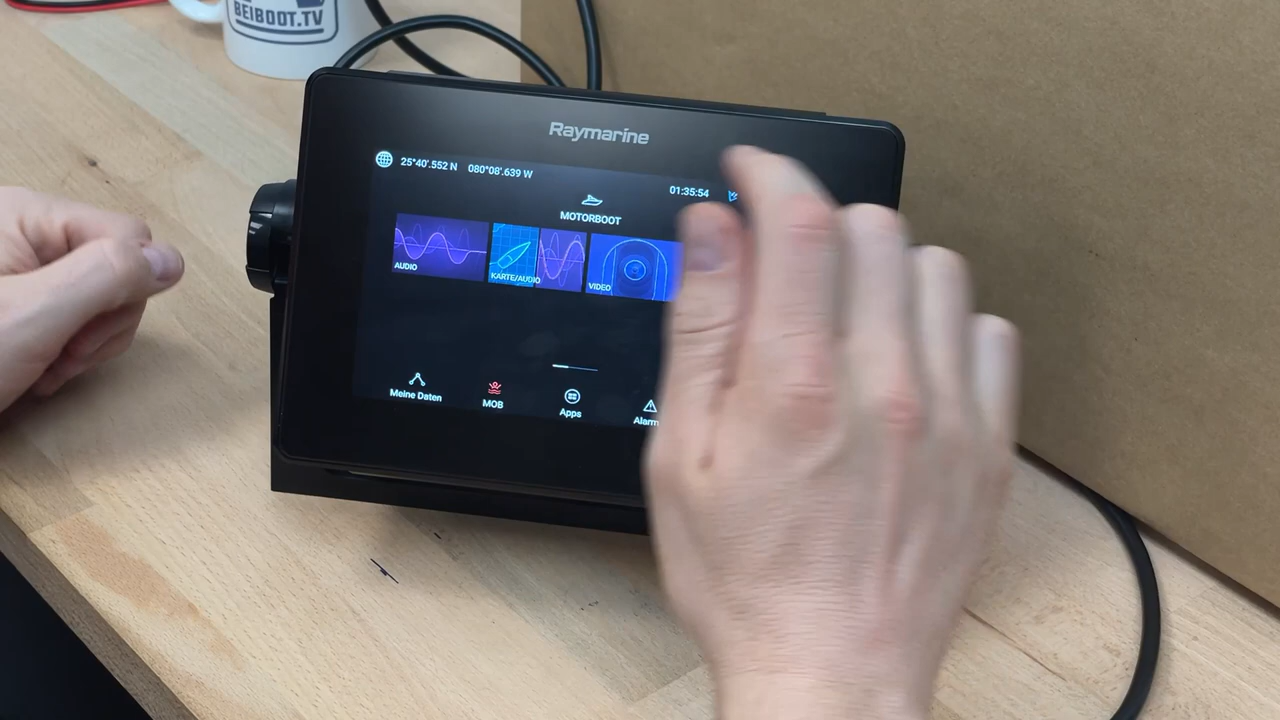 BEIBOOT.TV
Raymarine
25°40'.552 N 080°08'.639 W
01:35:54
MOTORBOOT
AUDIO
KARTE/AUDIO
VIDEO
Meine Daten
MOB
Apps
Alarm